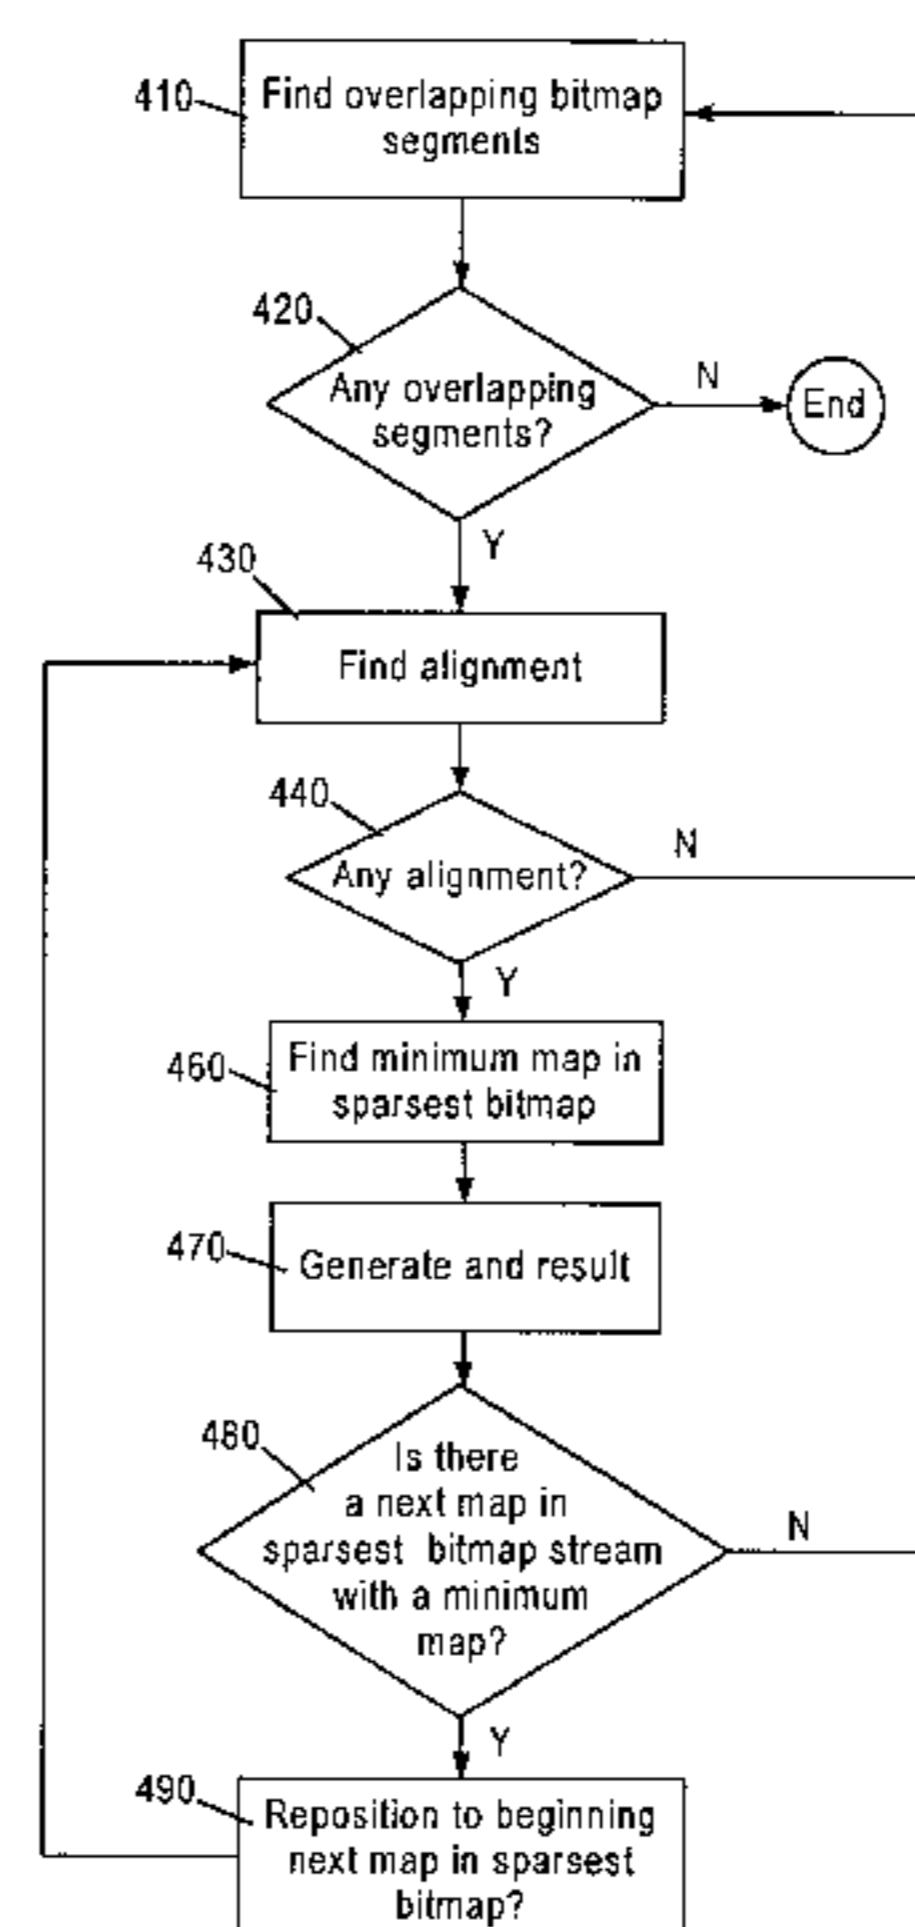 410
Find overlapping bitmap
segments
420
Any overlapping
segments?
N
End
Y
430
Find alignment
440
Any alignment?
N
Y
460
Find minimum map in
sparsest bitmap
470
Generate and result
480
Is there
a next map in
sparsest bitmap stream
with a minimum
map?
N
Y
490
Reposition to beginning
next map in sparsest
bitmap?